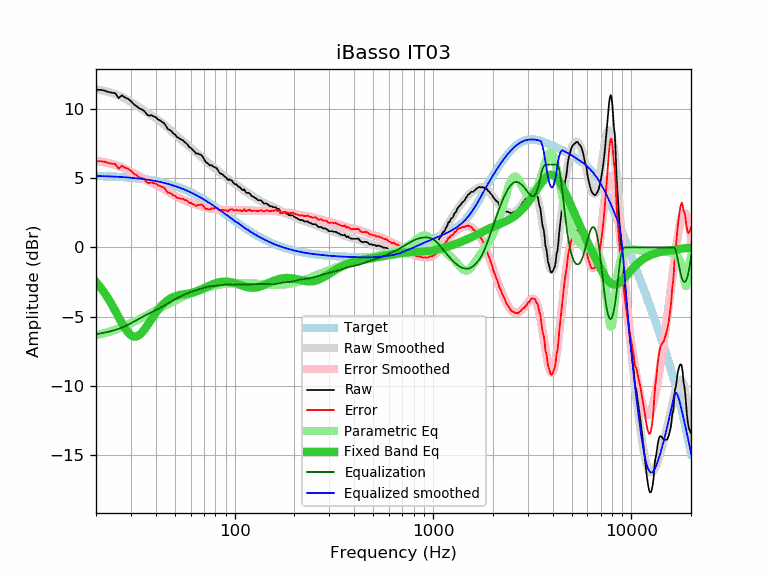 iBasso IT03
Amplitude (dBr)
10
5
0
−5
−10
−15
Target
Raw Smoothed
Error Smoothed
Raw
Error
Parametric Eq
Fixed Band Eq
Equalization
Equalized smoothed
100
1000
10000
Frequency (Hz)